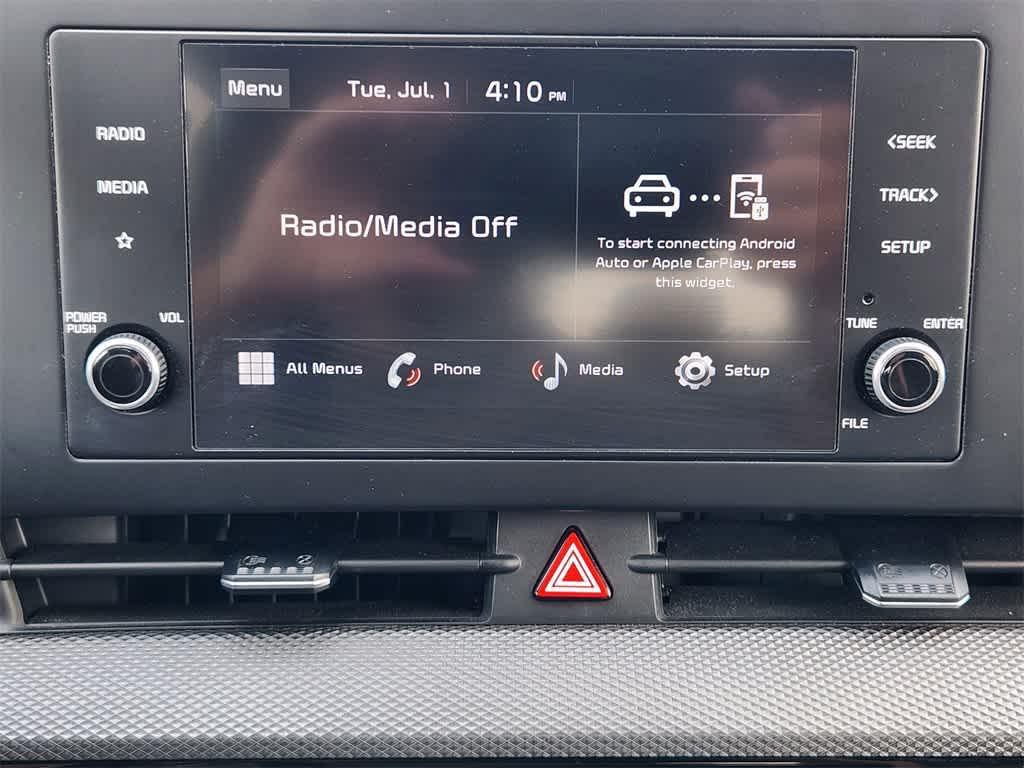 Menu
Tue, Jul. 1
4:10 PM
RADIO
MEDIA
POWER
PUSH
VOL
Radio/Media Off
To start connecting Android
Auto or Apple CarPlay, press
this widget.
All Menus
Phone
Media
Setup
<SEEK
TRACK>
SETUP
TUNE
ENTER
FILE